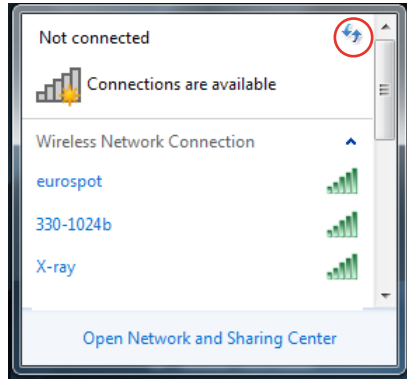 Not connected
Connections are available
Wireless Network Connection
eurospot
330-1024b
X-ray
Open Network and Sharing Center